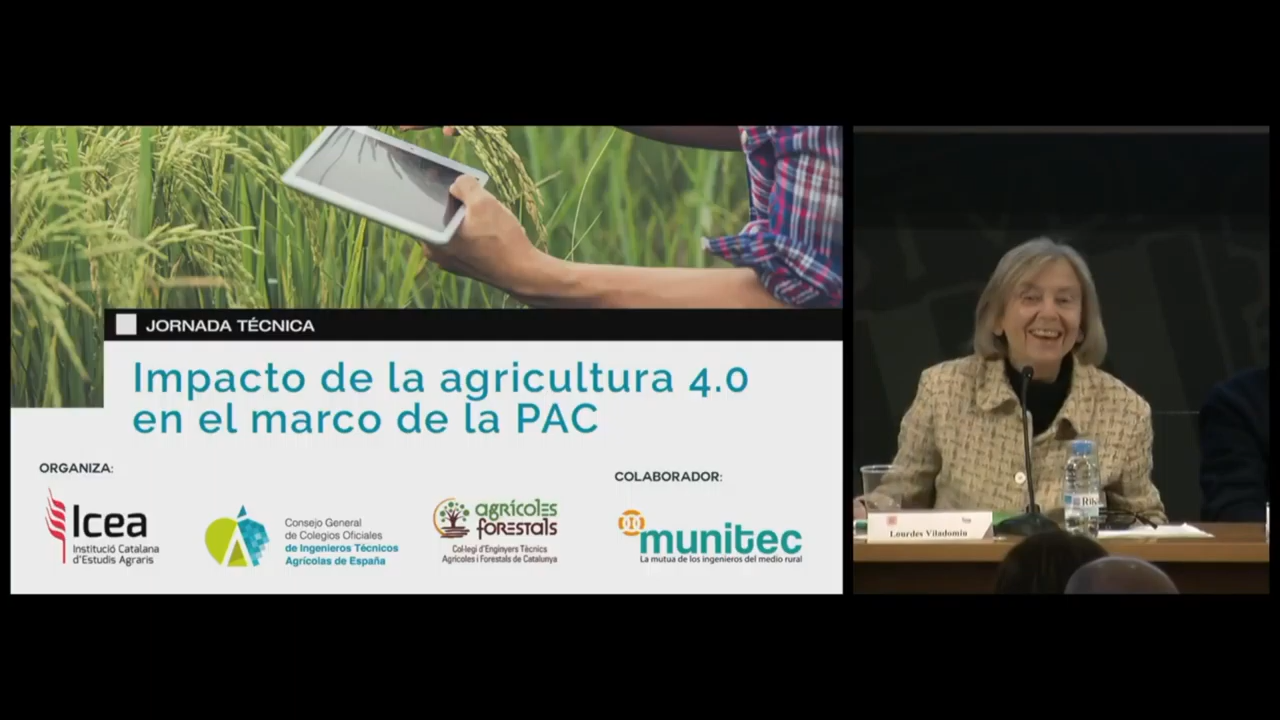 JORNADA TÉCNICA
Impacto de la agricultura 4.0
en el marco de la PAC
ORGANIZA:
Icea
Institució Catalana
d'Estudis Agraris
Consejo General
de Colegios Oficiales
de Ingenieros Técnicos
Agrícolas de España
agrícoles
forestals
Col·legi d'Enginyers Tècnics
Agrícoles i Forestals de Catalunya
COLABORADOR:
munitec
La mutua de los ingenieros del medio rural
Lourdes Viladomiu